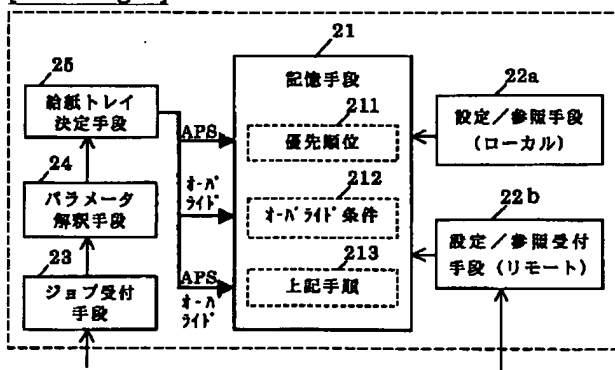 25
給紙トレイ
決定手段
24
パラメータ
解釈手段
23
ジョブ受付
手段
APS
オーバ
ライド
APS
オーバ
ライド
21
記憶手段
211
優先順位
212
オーバライド条件
213
上記手順
22a
設定/参照手段
(ローカル)
22b
設定/参照受付
手段(リモート)